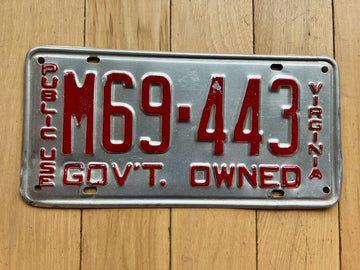 PUBLIC USE
M69-443
VIRGINIA
GOV'T. OWNED